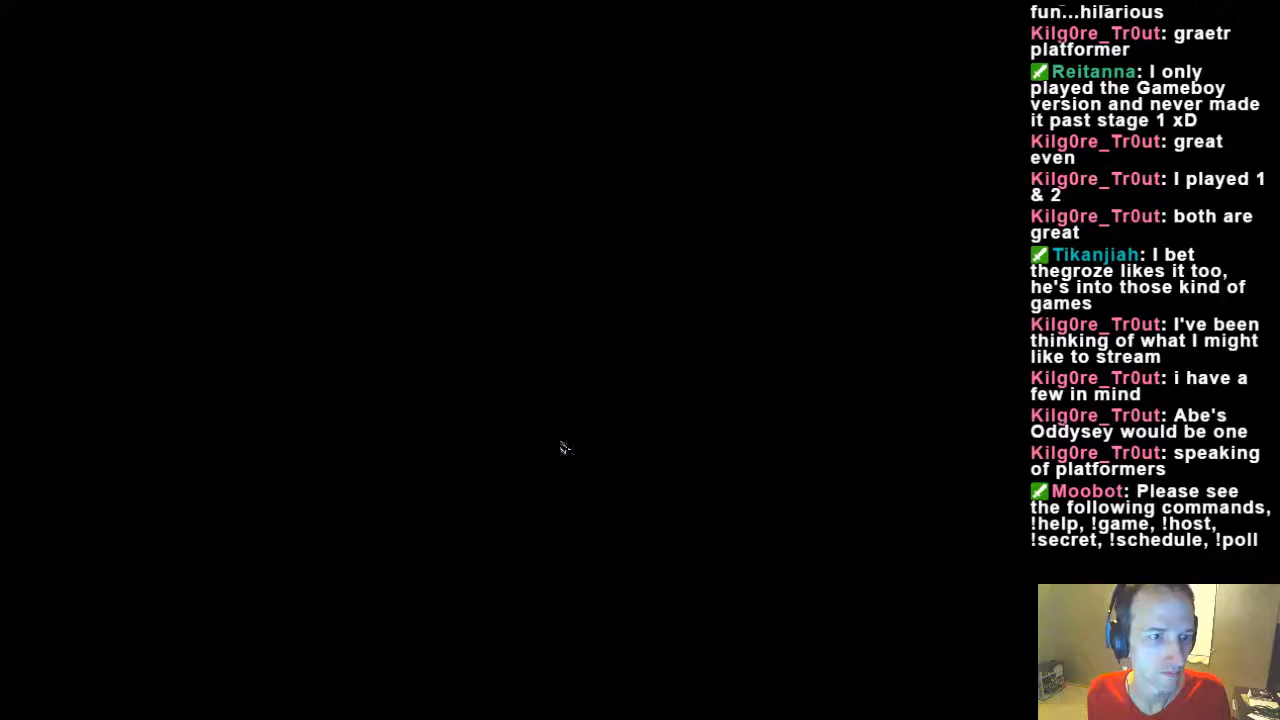 fun...hilarious
Kilg0re_Tr0ut: graetr
platformer
Reitanna: I only
played the Gameboy
version and never made
it past stage 1 xD
Kilg0re_Tr0ut: great
even
Kilg0re_Tr0ut: I played 1
& 2
Kilg0re_Tr0ut: both are
great
Tikanjiah: I bet
thegroze likes it too,
he's into those kind of
games
Kilg0re_Tr0ut: I've been
thinking of what I might
like to stream
Kilg0re_Tr0ut: i have a
few in mind
Kilg0re_Tr0ut: Abe's
Oddysey would be one
Kilg0re_Tr0ut: speaking
of platformers
Moobot: Please see
the following commands,
!help, !game, !host,
!secret, !schedule, !poll